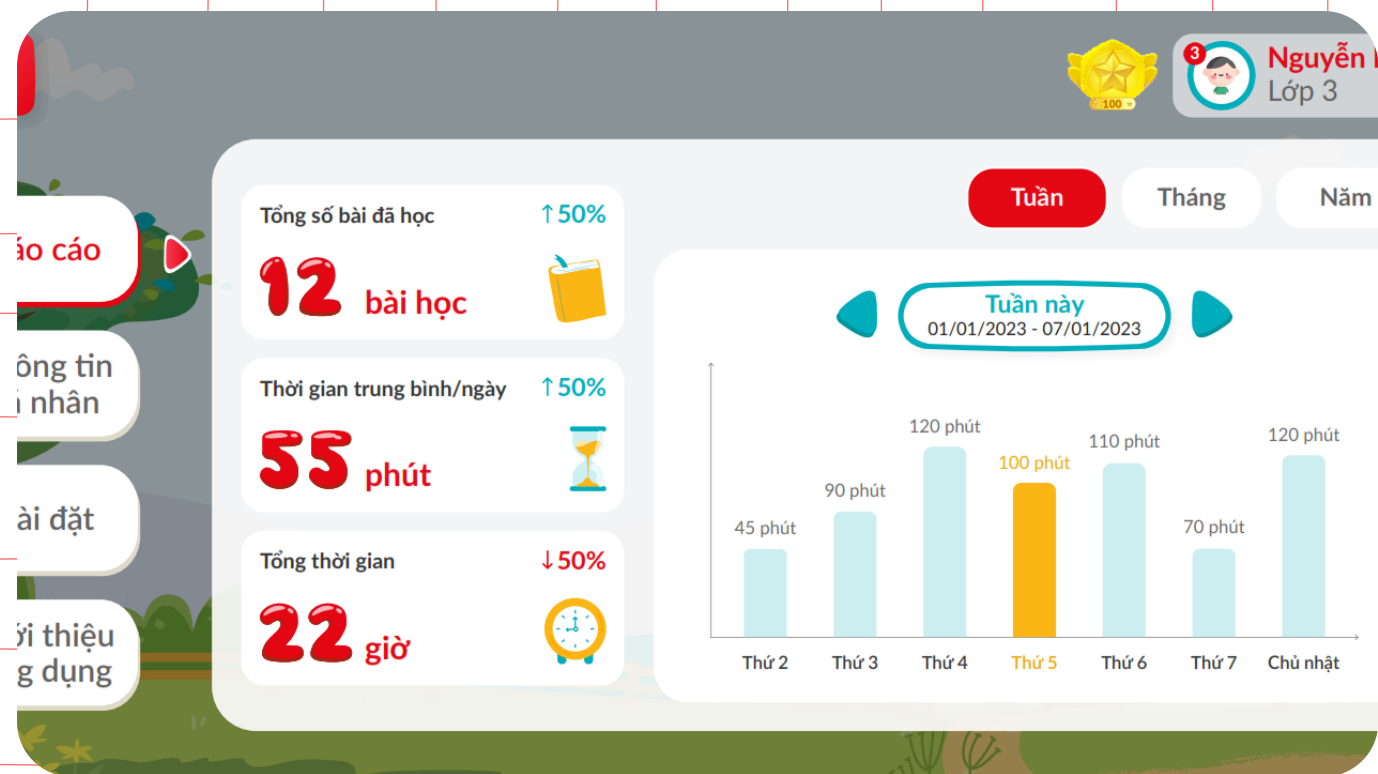 100
3
Nguyễn
Lớp 3
áo cáo
ông tin
nhân
ài đặt
ới thiệu
g dụng
Tổng số bài đã học
↑50%
12 bài học
Thời gian trung bình/ngày
↑50%
55 phút
Tổng thời gian
↓50%
22 giờ
Tuần
Tháng
Năm
Tuần này
01/01/2023 - 07/01/2023
45 phút
90 phút
120 phút
100 phút
110 phút
70 phút
120 phút
Thứ 2
Thứ 3
Thứ 4
Thứ 5
Thứ 6
Thứ 7
Chủ nhật